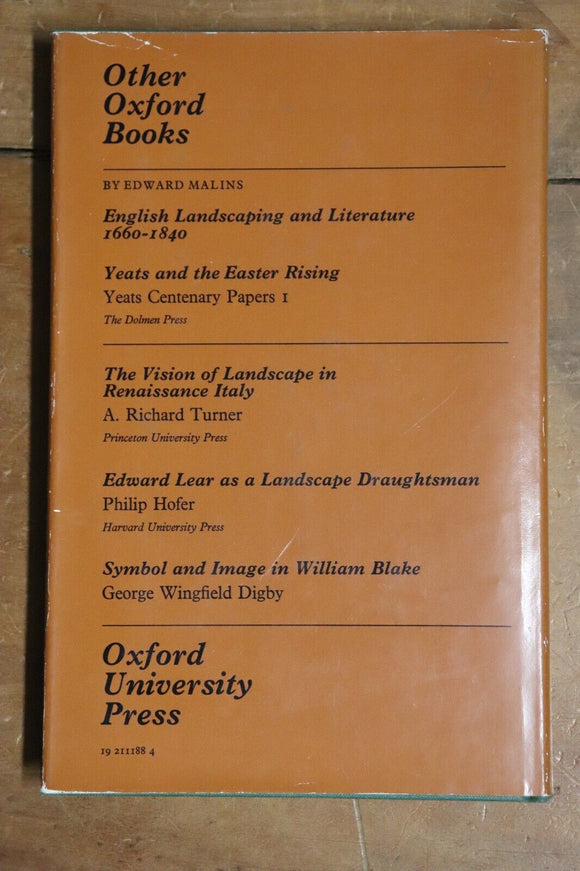 Other
Oxford
Books
BY EDWARD MALINS
English Landscaping and Literature
1660-1840
Yeats and the Easter Rising
Yeats Centenary Papers 1
The Dolmen Press
The Vision of Landscape in
Renaissance Italy
A. Richard Turner
Princeton University Press
Edward Lear as a Landscape Draughtsman
Philip Hofer
Harvard University Press
Symbol and Image in William Blake
George Wingfield Digby
Oxford
University
Press
19 211188 4